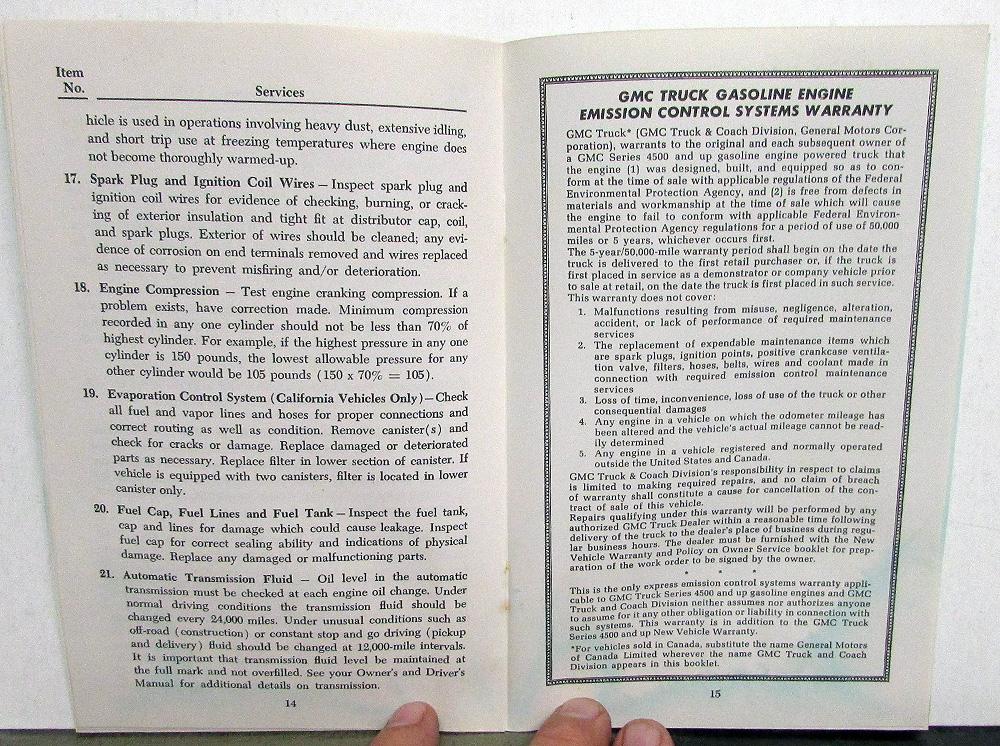 Item
No.
Services
hicle is used in operations involving heavy dust, extensive idling,
and short trip use at freezing temperatures where engine does
not become thoroughly warmed-up.
17. Spark Plug and Ignition Coil Wires – Inspect spark plug and
ignition coil wires for evidence of checking, burning, or crack-
ing of exterior insulation and tight fit at distributor cap, coil,
and spark plugs. Exterior of wires should be cleaned; any evi-
dence of corrosion on end terminals removed and wires replaced
as necessary to prevent misfiring and/or deterioration.
18. Engine Compression – Test engine cranking compression. If a
problem exists, have correction made. Minimum compression
recorded in any one cylinder should not be less than 70% of
highest cylinder. For example, if the highest pressure in any one
cylinder is 150 pounds, the lowest allowable pressure for any
other cylinder would be 105 pounds (150 x 70% = 105).
19. Evaporation Control System (California Vehicles Only)–Check
all fuel and vapor lines and hoses for proper connections and
correct routing as well as condition. Remove canister(s) and
check for cracks or damage. Replace damaged or deteriorated
parts as necessary. Replace filter in lower section of canister. If
vehicle is equipped with two canisters, filter is located in lower
canister only.
20. Fuel Cap, Fuel Lines and Fuel Tank – Inspect the fuel tank,
cap and lines for damage which could cause leakage. Inspect
fuel cap for correct sealing ability and indications of physical
damage. Replace any damaged or malfunctioning parts.
21. Automatic Transmission Fluid – Oil level in the automatic
transmission must be checked at each engine oil change. Under
normal driving conditions the transmission fluid should be
changed every 24,000 miles. Under unusual conditions such as
off-road (construction) or constant stop and go driving (pickup
and delivery) fluid should be changed at 12,000-mile intervals.
It is important that transmission fluid level be maintained at
the full mark and not overfilled. See your Owner's and Driver's
Manual for additional details on transmission.
14
GMC TRUCK GASOLINE ENGINE
EMISSION CONTROL SYSTEMS WARRANTY
GMC Truck* (GMC Truck & Coach Division, General Motors Cor-
poration), warrants to the original and each subsequent owner of
a GMC Series 4500 and up gasoline engine powered truck that
the engine (1) was designed, built, and equipped so as to con-
form at the time of sale with applicable regulations of the Federal
Environmental Protection Agency, and (2) is free from defects in
materials and workmanship at the time of sale which will cause
the engine to fail to conform with applicable Federal Environ-
mental Protection Agency regulations for a period of use of 50,000
miles or 5 years, whichever occurs first.
The 5-year/50,000-mile warranty period shall begin on the date the
truck is delivered to the first retail purchaser or, if the truck is
first placed in service as a demonstrator or company vehicle prior
to sale at retail, on the date the truck is first placed in such service.
This warranty does not cover:
1. Malfunctions resulting from misuse, negligence, alteration,
accident, or lack of performance of required maintenance
services
2. The replacement of expendable maintenance items which
are spark plugs, ignition points, positive crankcase ventila-
tion valve, filters, hoses, belts, wires and coolant made in
connection with required emission control maintenance
services
3. Loss of time, inconvenience, loss of use of the truck or other
consequential damages
4. Any engine in a vehicle on which the odometer mileage has
been altered and the vehicle's actual mileage cannot be read-
ily determined
5. Any engine in a vehicle registered and normally operated
outside the United States and Canada.
GMC Truck & Coach Division's responsibility in respect to claims
is limited to making required repairs, and no claim of breach
of warranty shall constitute a cause for cancellation of the con-
tract of sale of this vehicle.
Repairs qualifying under this warranty will be performed by any
authorized GMC Truck Dealer within a reasonable time following
delivery of the truck to the dealer's place of business during regu-
lar business hours. The dealer must be furnished with the New
Vehicle Warranty and Policy on Owner Service booklet for prep-
aration of the work order to be signed by the owner.
* * *
This is the only express emission control systems warranty appli-
cable to GMC Truck Series 4500 and up gasoline engines and GMC
Truck and Coach Division neither assumes nor authorizes anyone
to assume for it any other obligation or liability in connection with
such systems. This warranty is in addition to the GMC Truck
Series 4500 and up New Vehicle Warranty.
*For vehicles sold in Canada, substitute the name General Motors
of Canada Limited wherever the name GMC Truck and Coach
Division appears in this booklet.
15